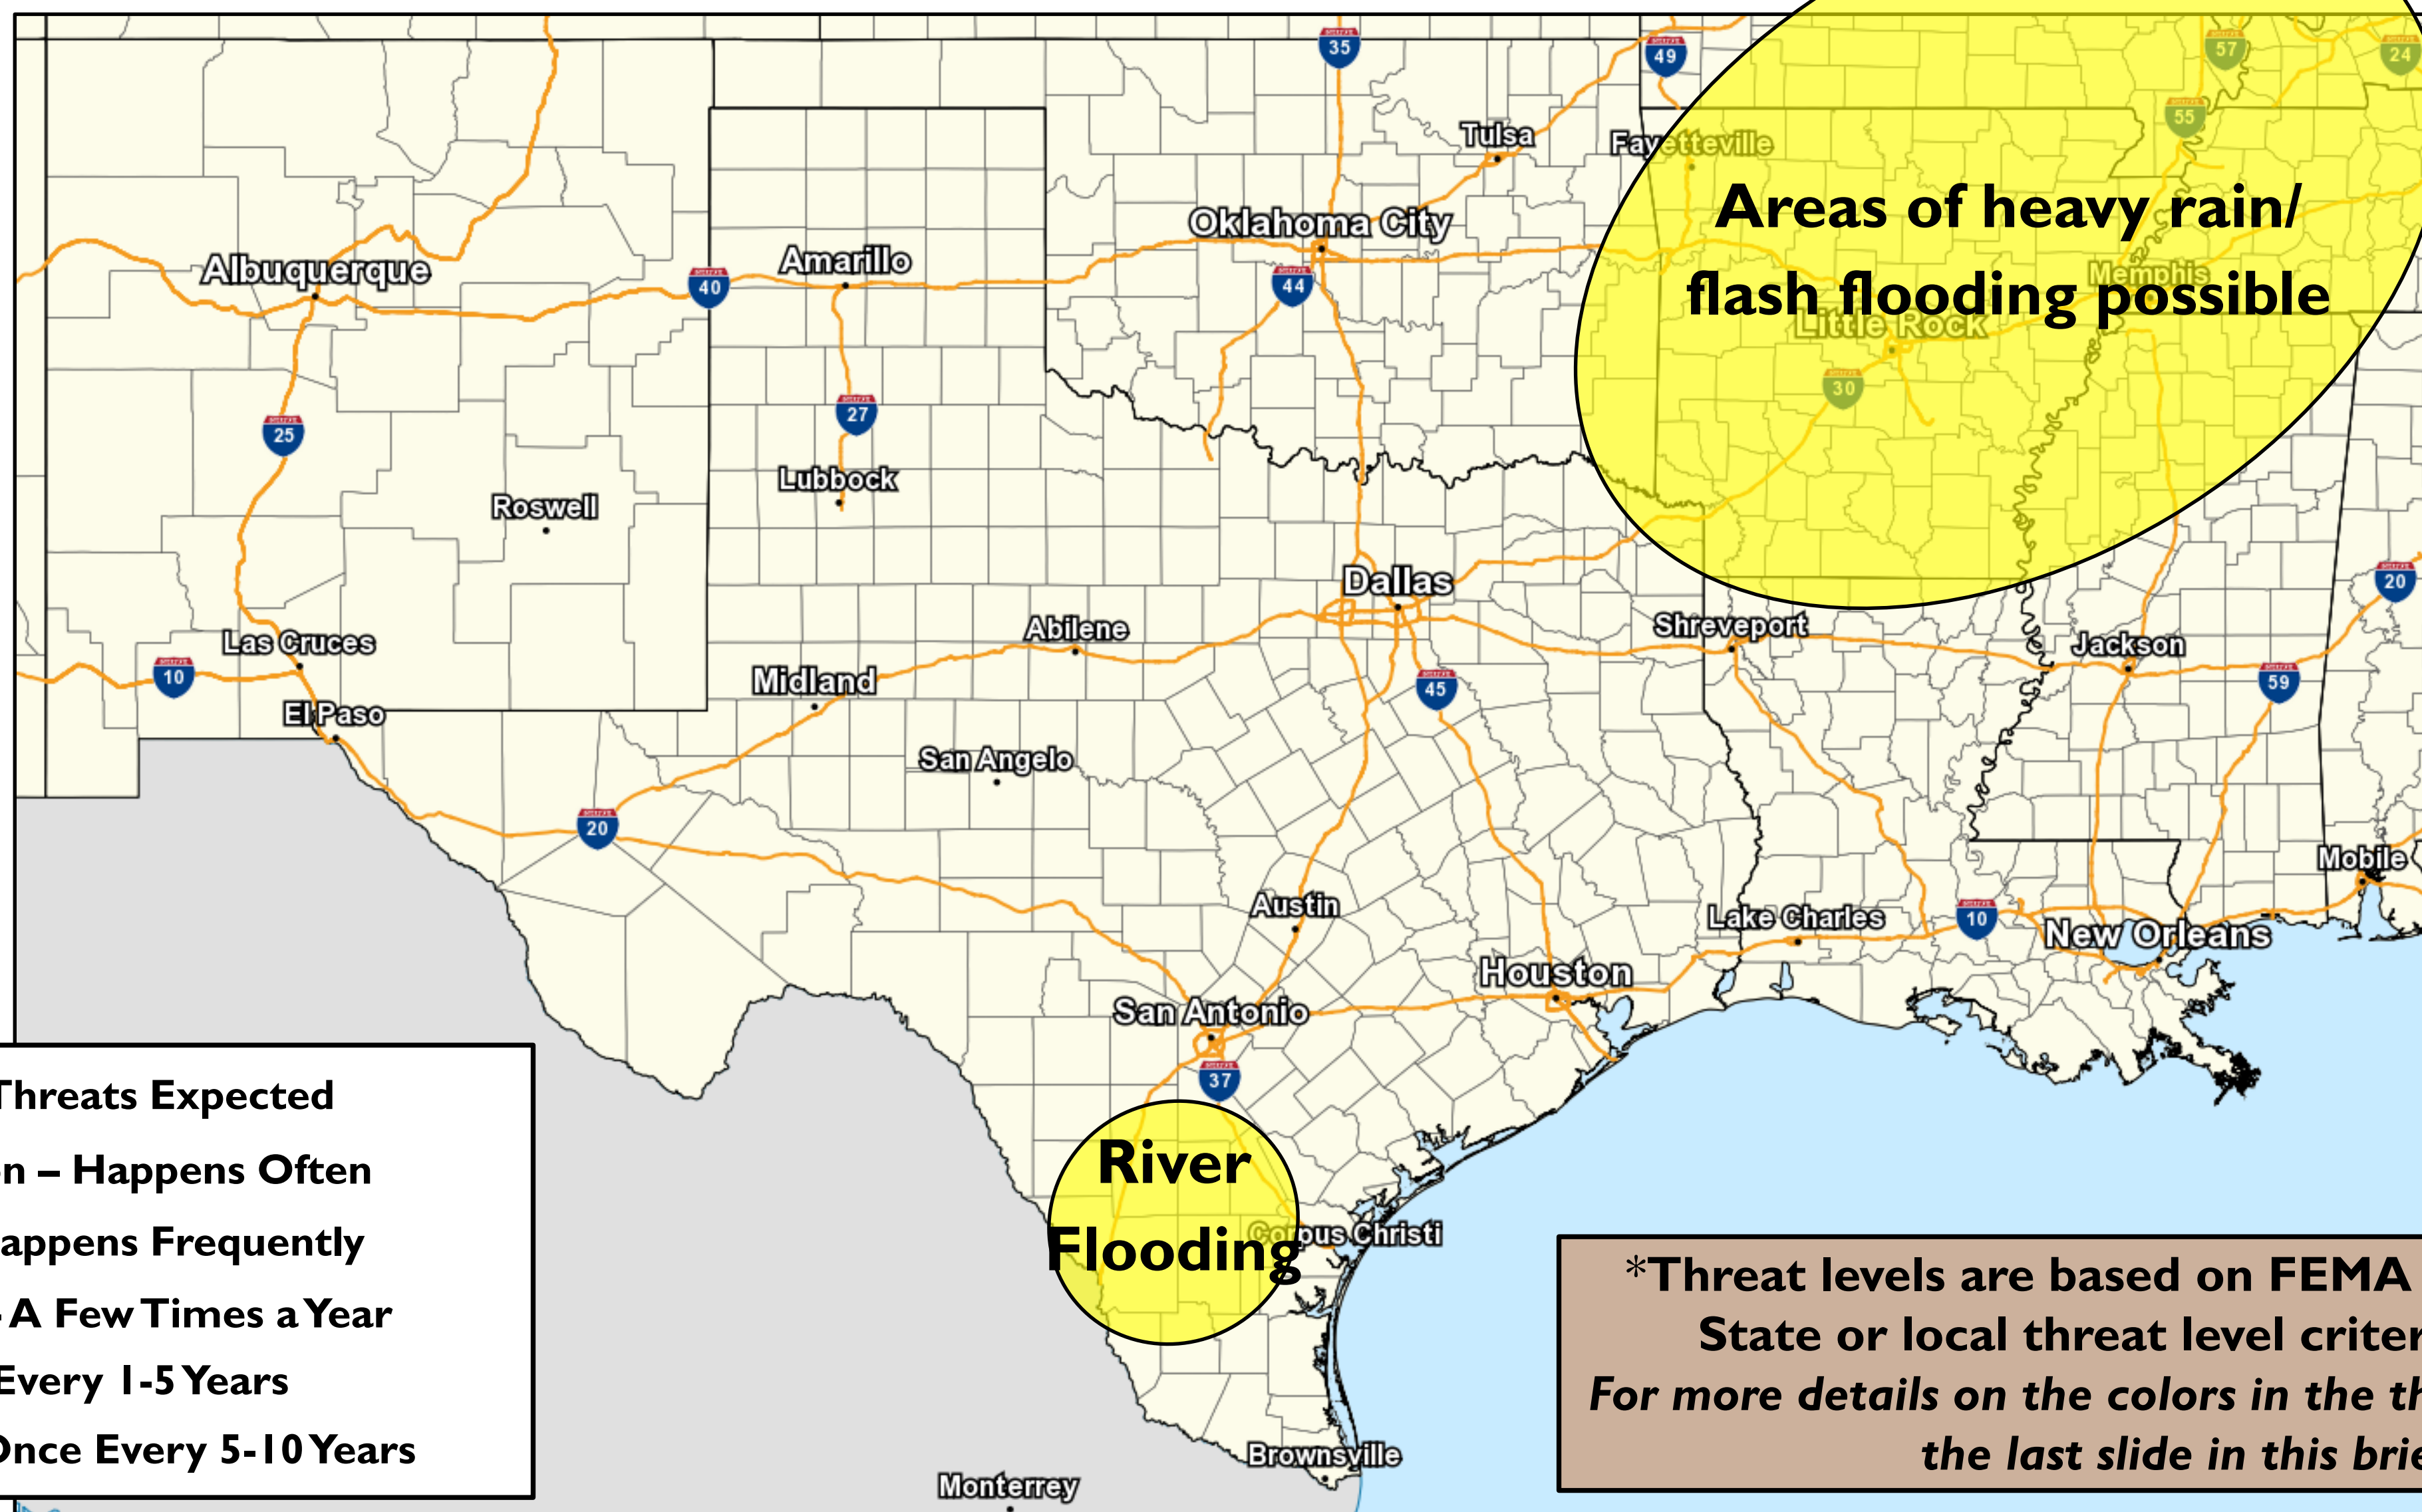 35
49
57
24
55
Tulsa
Fayetteville
Areas of heavy rain/
flash flooding possible
Oklahoma City
Albuquerque
Amarillo
40
44
Memphis
Little Rock
30
25
27
Lubbock
Roswell
Dallas
20
Abilene
Shreveport
Las Cruces
Jackson
10
Midland
45
59
El Paso
San Angelo
20
Mobile
Austin
Lake Charles
10
New Orleans
Houston
San Antonio
37
River
Flooding
Corpus Christi
Brownsville
Monterrey
Threats Expected
n – Happens Often
appens Frequently
- A Few Times a Year
Every 1-5 Years
Once Every 5-10 Years
*Threat levels are based on FEMA
State or local threat level criter
For more details on the colors in the th
the last slide in this brie